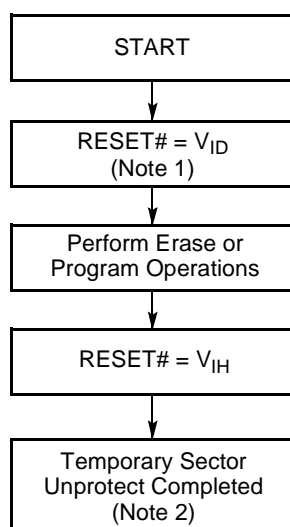 START
RESET# = VID
(Note 1)
Perform Erase or
Program Operations
RESET# = VIH
Temporary Sector
Unprotect Completed
(Note 2)